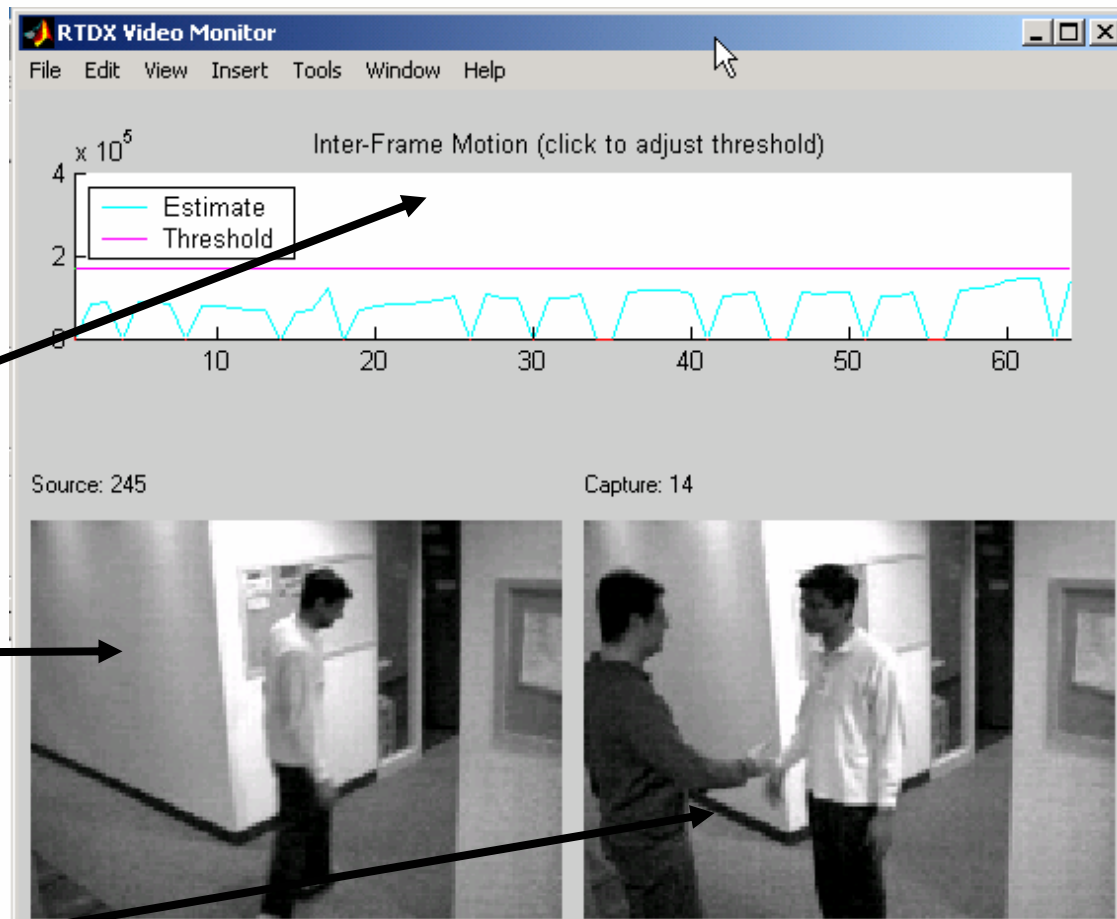 RTDX Video Monitor
File Edit View Insert Tools Window Help
Inter-Frame Motion (click to adjust threshold)
x 10^5
4
Estimate
Threshold
2
0
10 20 30 40 50 60
Source: 245 Capture: 14